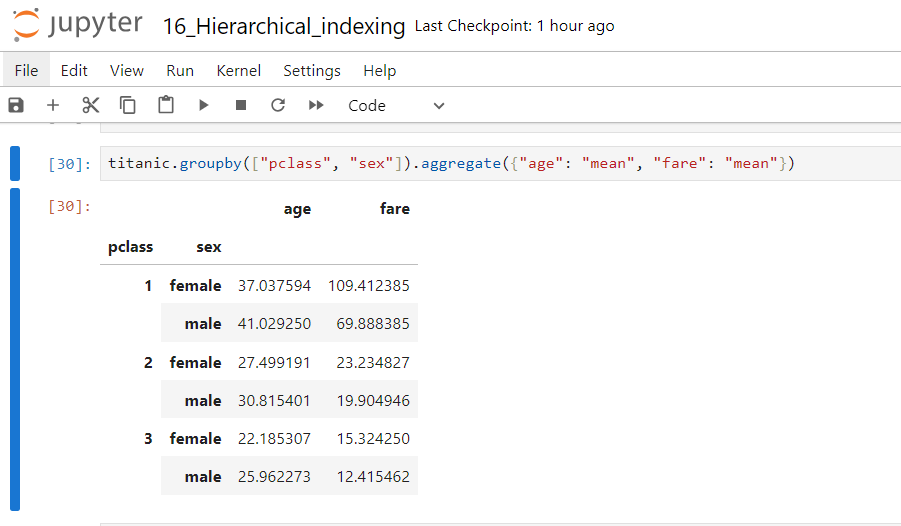 jupyter 16_Hierarchical_indexing Last Checkpoint: 1 hour ago
File Edit View Run Kernel Settings Help
Code
[30]: titanic.groupby(["pclass", "sex"]).aggregate({"age": "mean", "fare": "mean"})
[30]: age fare
pclass sex
1 female 37.037594 109.412385
male 41.029250 69.888385
2 female 27.499191 23.234827
male 30.815401 19.904946
3 female 22.185307 15.324250
male 25.962273 12.415462